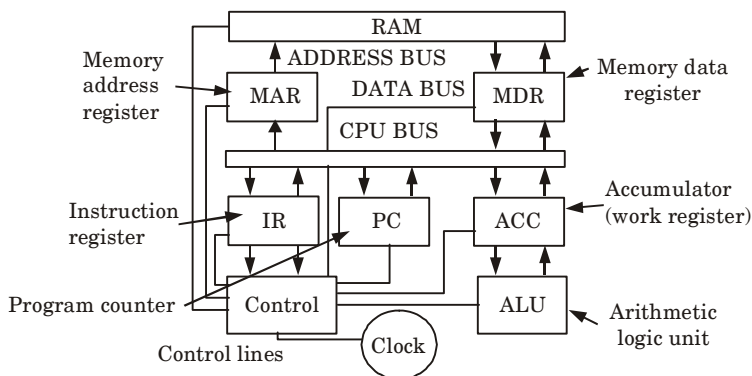 RAM
ADDRESS BUS
Memory
address
register
MAR
DATA BUS
MDR
Memory data
register
CPU BUS
Instruction
register
IR
PC
ACC
Accumulator
(work register)
Program counter
Control
ALU
Arithmetic
logic unit
Control lines
Clock